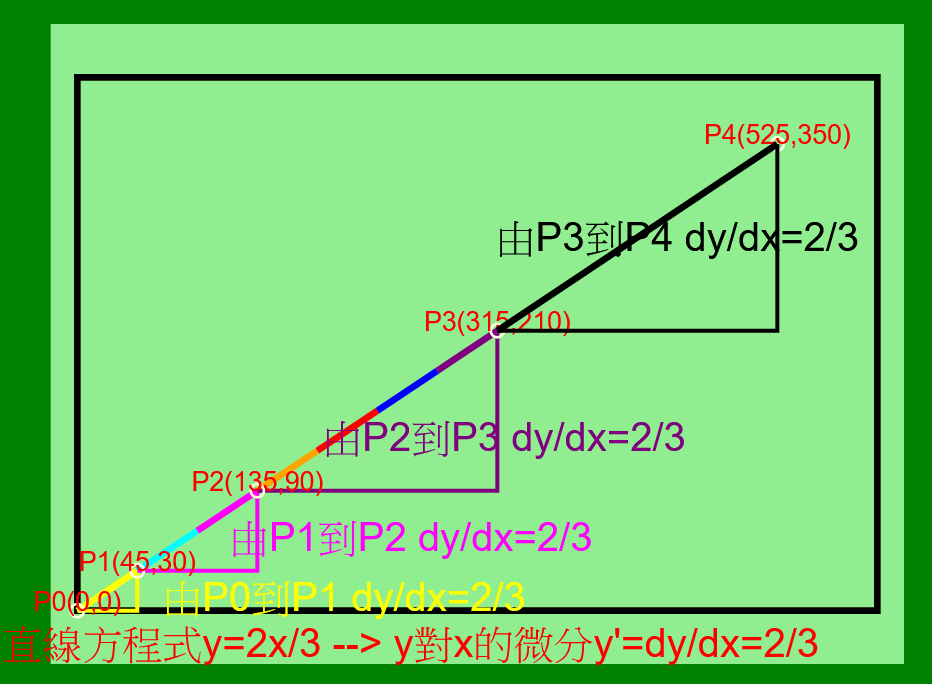 P4(525,350)
由P3到P4 dy/dx=2/3
P3(315,210)
由P2到P3 dy/dx=2/3
P2(135,90)
由P1到P2 dy/dx=2/3
P1(45,30)
由P0到P1 dy/dx=2/3
P0(0,0)
直線方程式y=2x/3 --> y對x的微分y'=dy/dx=2/3